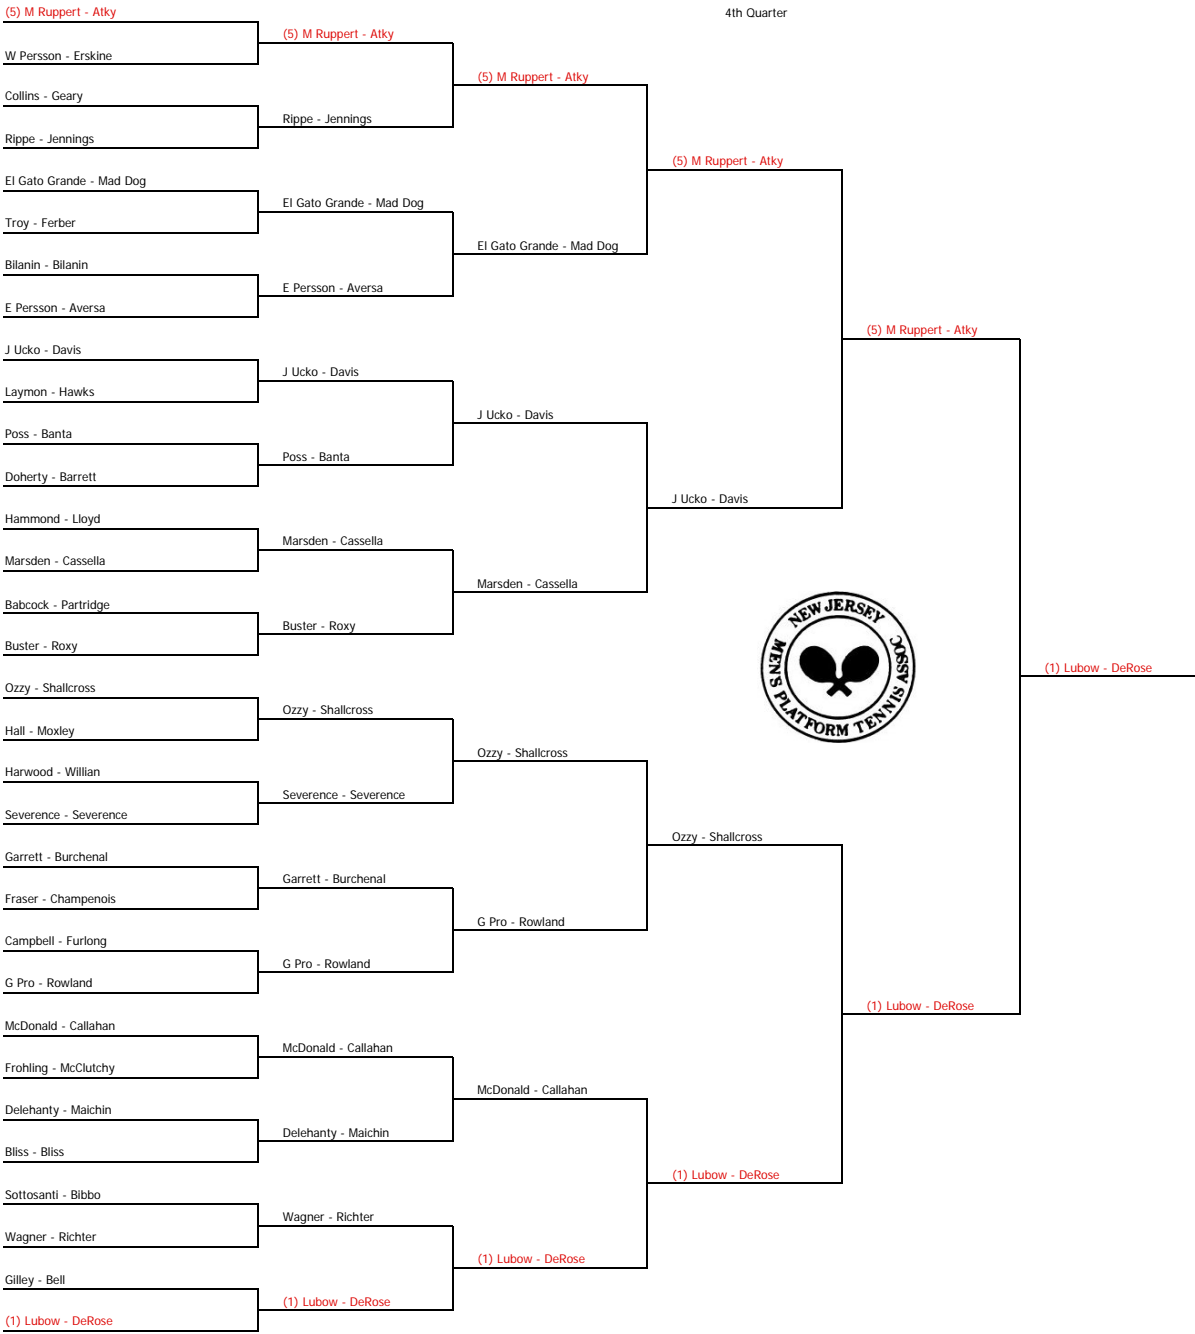 4th Quarter
(5) M Ruppert - Atky
W Persson - Erskine
Collins - Geary
Rippe - Jennings
El Gato Grande - Mad Dog
Troy - Ferber
Bilanin - Bilanin
E Persson - Aversa
J Ucko - Davis
Laymon - Hawks
Poss - Banta
Doherty - Barrett
Hammond - Lloyd
Marsden - Cassella
Babcock - Partridge
Buster - Roxy
Ozzy - Shallcross
Hall - Moxley
Harwood - Willian
Severence - Severence
Garrett - Burchenal
Fraser - Champenois
Campbell - Furlong
G Pro - Rowland
McDonald - Callahan
Frohling - McClutchy
Delehanty - Maichin
Bliss - Bliss
Sottosanti - Bibbo
Wagner - Richter
Gilley - Bell
(1) Lubow - DeRose
(5) M Ruppert - Atky
Rippe - Jennings
El Gato Grande - Mad Dog
E Persson - Aversa
J Ucko - Davis
Poss - Banta
Marsden - Cassella
Buster - Roxy
Ozzy - Shallcross
Severence - Severence
Garrett - Burchenal
G Pro - Rowland
McDonald - Callahan
Delehanty - Maichin
Wagner - Richter
(1) Lubow - DeRose
(5) M Ruppert - Atky
El Gato Grande - Mad Dog
J Ucko - Davis
Marsden - Cassella
Ozzy - Shallcross
G Pro - Rowland
McDonald - Callahan
(1) Lubow - DeRose
(5) M Ruppert - Atky
J Ucko - Davis
Ozzy - Shallcross
(1) Lubow - DeRose
(5) M Ruppert - Atky
(1) Lubow - DeRose
(1) Lubow - DeRose
NEW JERSEY
MENS PLATFORM TENNIS ASSOC